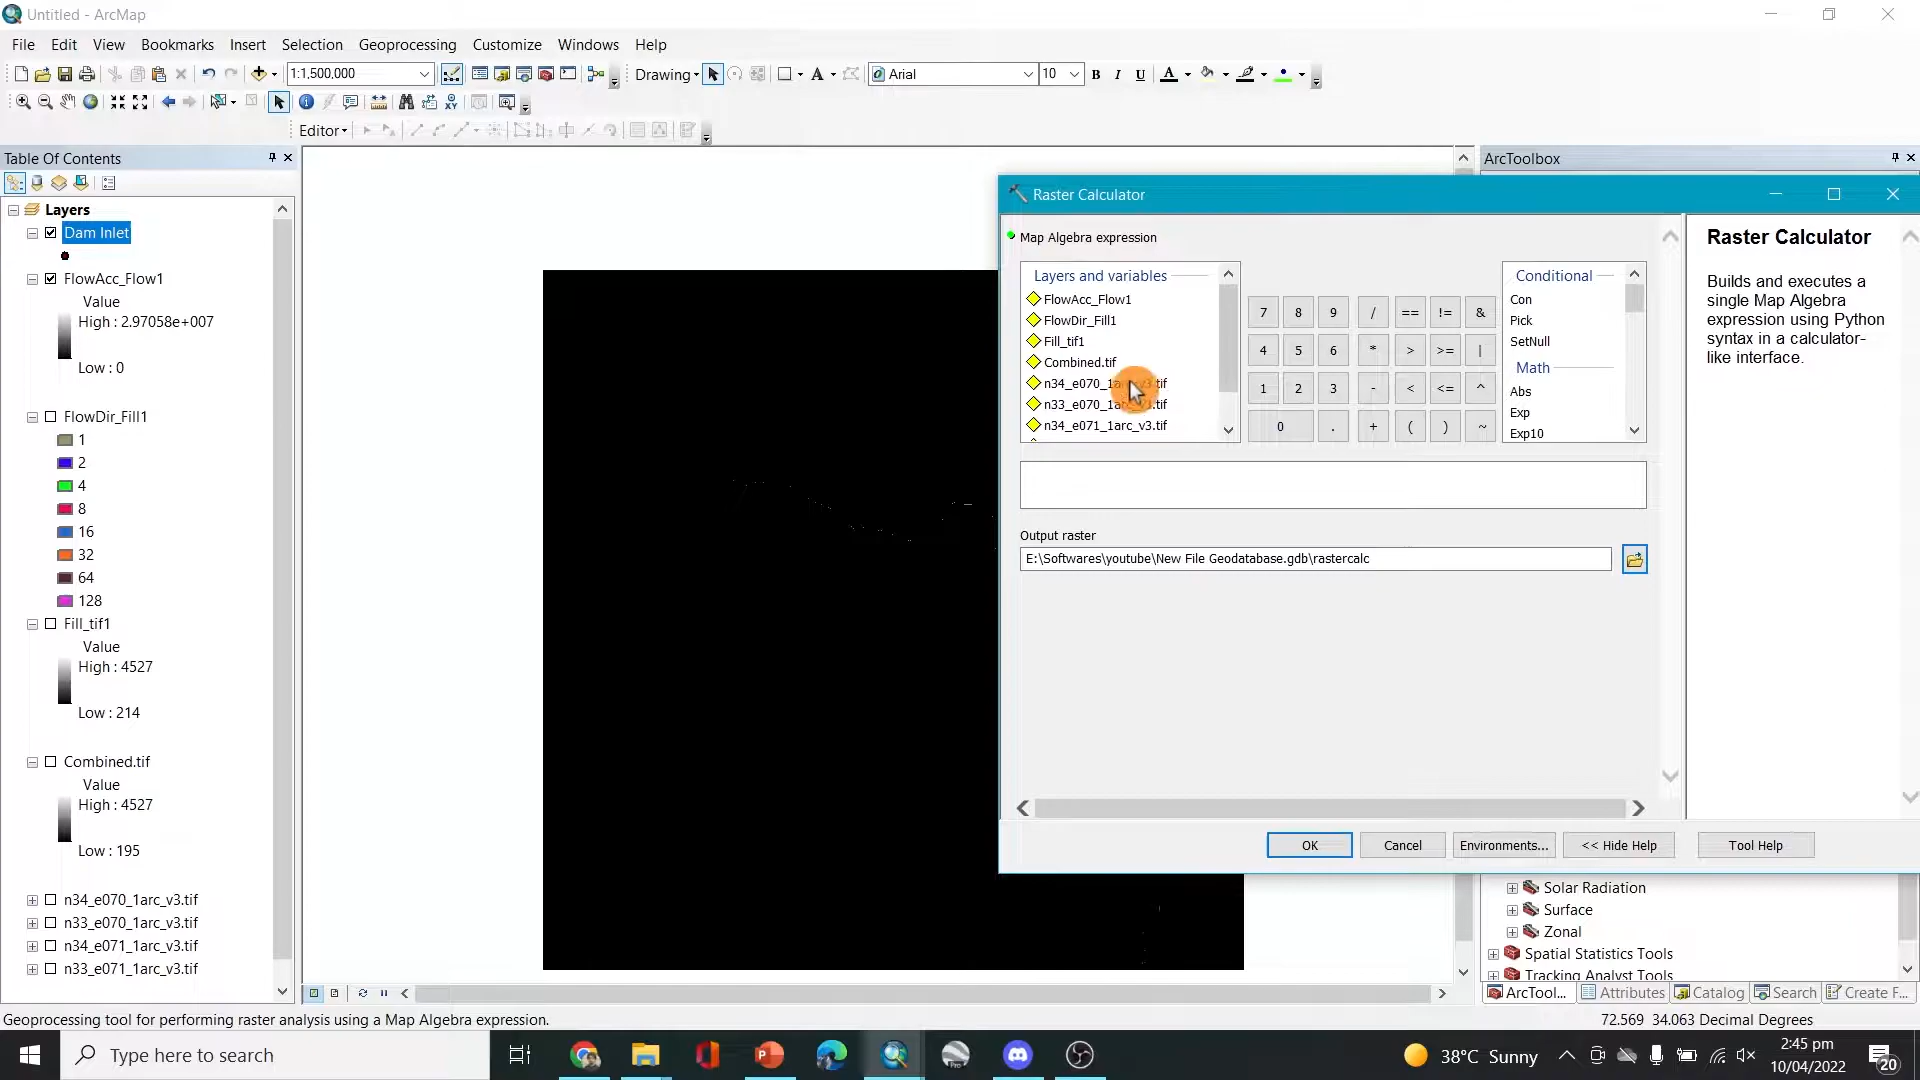 Untitled - ArcMap
File Edit View Bookmarks Insert Selection Geoprocessing Customize Windows Help
1:1,500,000
Drawing
A
Arial
10
B I U A
Editor
Table Of Contents
ArcToolbox
Layers
Dam Inlet
FlowAcc_Flow1
Value
High : 2.97058e+007
Low : 0
FlowDir_Fill1
1
2
4
8
16
32
64
128
Fill_tif1
Value
High : 4527
Low : 214
Combined.tif
Value
High : 4527
Low : 195
n34_e070_1arc_v3.tif
n33_e070_1arc_v3.tif
n34_e071_1arc_v3.tif
n33_e071_1arc_v3.tif
Raster Calculator
Map Algebra expression
Layers and variables
FlowAcc_Flow1
FlowDir_Fill1
Fill_tif1
Combined.tif
n34_e070_1arc_v3.tif
n33_e070_1arc_v3.tif
n34_e071_1arc_v3.tif
7 8 9 / == != &
4 5 6 * > >= |
1 2 3 - < <= ^
0 . + ( ) ~
Conditional
Con
Pick
SetNull
Math
Abs
Exp
Exp10
Output raster
E:\Softwares\youtube\New File Geodatabase.gdb\rastercalc
OK Cancel Environments... << Hide Help Tool Help
Raster Calculator
Builds and executes a
single Map Algebra
expression using Python
syntax in a calculator-
like interface.
Solar Radiation
Surface
Zonal
Spatial Statistics Tools
Tracking Analyst Tools
ArcTool... Attributes Catalog Search Create F...
Geoprocessing tool for performing raster analysis using a Map Algebra expression.
72.569 34.063 Decimal Degrees
Type here to search
38°C Sunny
2:45 pm
10/04/2022
20